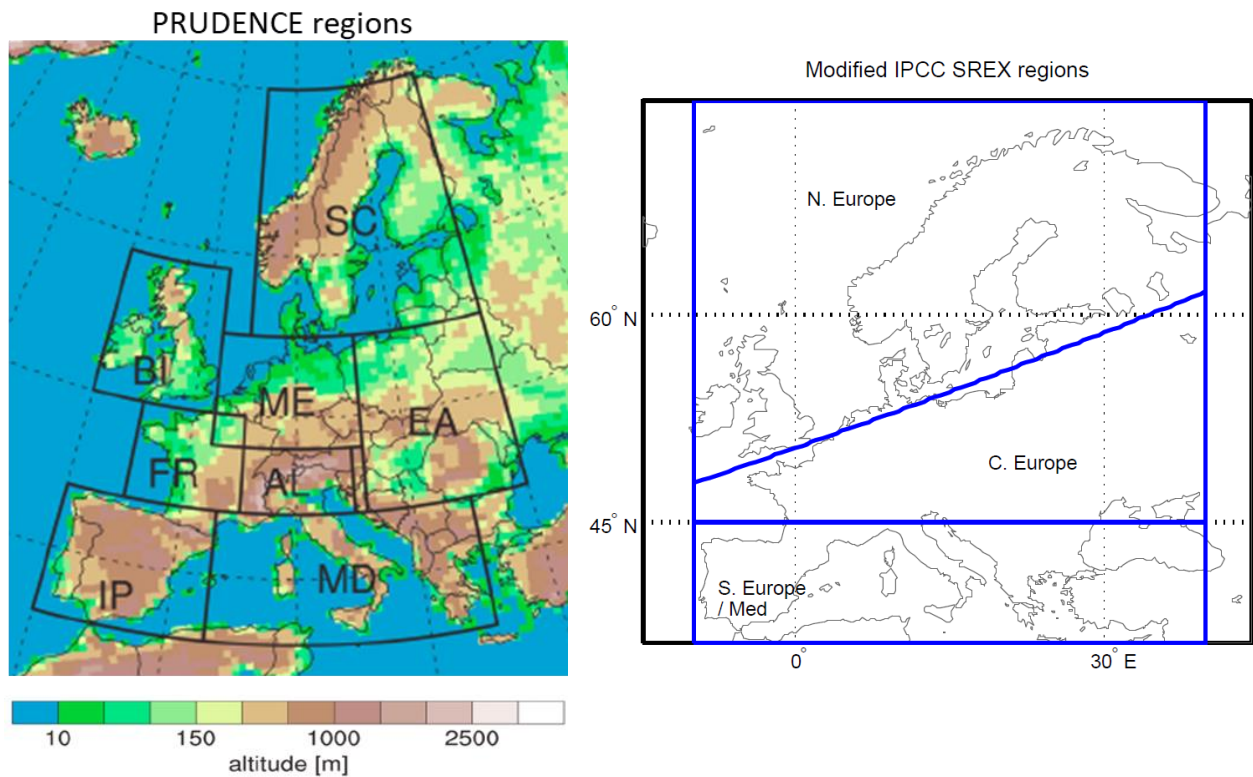 PRUDENCE regions
SC
BI
ME
EA
FR
AL
IP
MD
10 150 1000 2500
altitude [m]
Modified IPCC SREX regions
N. Europe
60° N
C. Europe
45° N
S. Europe
/ Med
0° 30° E